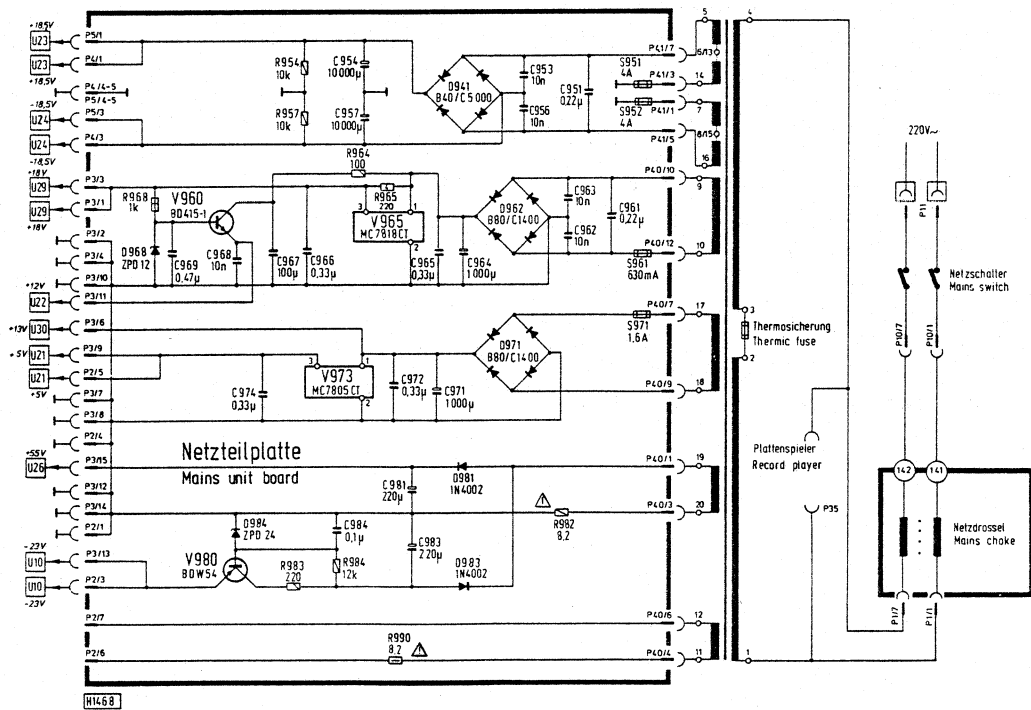 +18,5V
U23
P5/1
U23
P4/1
+18,5V
P4/4-5
P5/4-5
-18,5V
P5/3
U24
U24
P4/3
-18,5V
+18V
U29
P3/3
U29
P3/1
+18V
P3/2
P3/4
P3/10
+12V
U22
P3/11
+13V
U30
P3/6
+5V
U21
P3/9
U21
P2/5
+5V
P3/7
P3/8
P2/4
+55V
U26
P3/15
P3/12
P3/14
P2/1
-23V
P3/13
U10
U10
P2/3
-23V
P2/7
P2/6
H1468
R954
10k
C954
10000µ
R957
10k
C957
10000µ
D941
B40/C5000
C953
10n
C956
10n
C951
0,22µ
S951
4A
S952
4A
P41/7
P41/3
P41/1
P41/5
5
6/13
14
7
8/15
16
4
R964
100
R965
220
V965
MC7818CT
3
1
2
R968
1k
V960
BD415-1
D968
ZPD12
C969
0,47µ
C968
10n
C967
100µ
C966
0,33µ
C965
0,33µ
C964
1000µ
D962
B80/C1400
C963
10n
C962
10n
C961
0,22µ
S961
630mA
P40/10
9
P40/12
10
V973
MC7805CT
3
1
2
C974
0,33µ
C972
0,33µ
C971
1000µ
D971
B80/C1400
S971
1,6A
P40/7
17
P40/9
18
3
Thermosicherung
Thermic fuse
2
Netzteilplatte
Mains unit board
D981
1N4002
C981
220µ
P40/1
19
P40/3
20
R982
8,2
D984
ZPD 24
C984
0,1µ
C983
220µ
V980
BDW54
R983
220
R984
12k
D983
1N4002
P40/6
12
R990
8,2
P40/4
11
1
220V~
P11
Netzschalter
Mains switch
P10/7
P10/1
Plattenspieler
Record player
P35
142
141
Netzdrossel
Mains choke
P1/7
P1/1